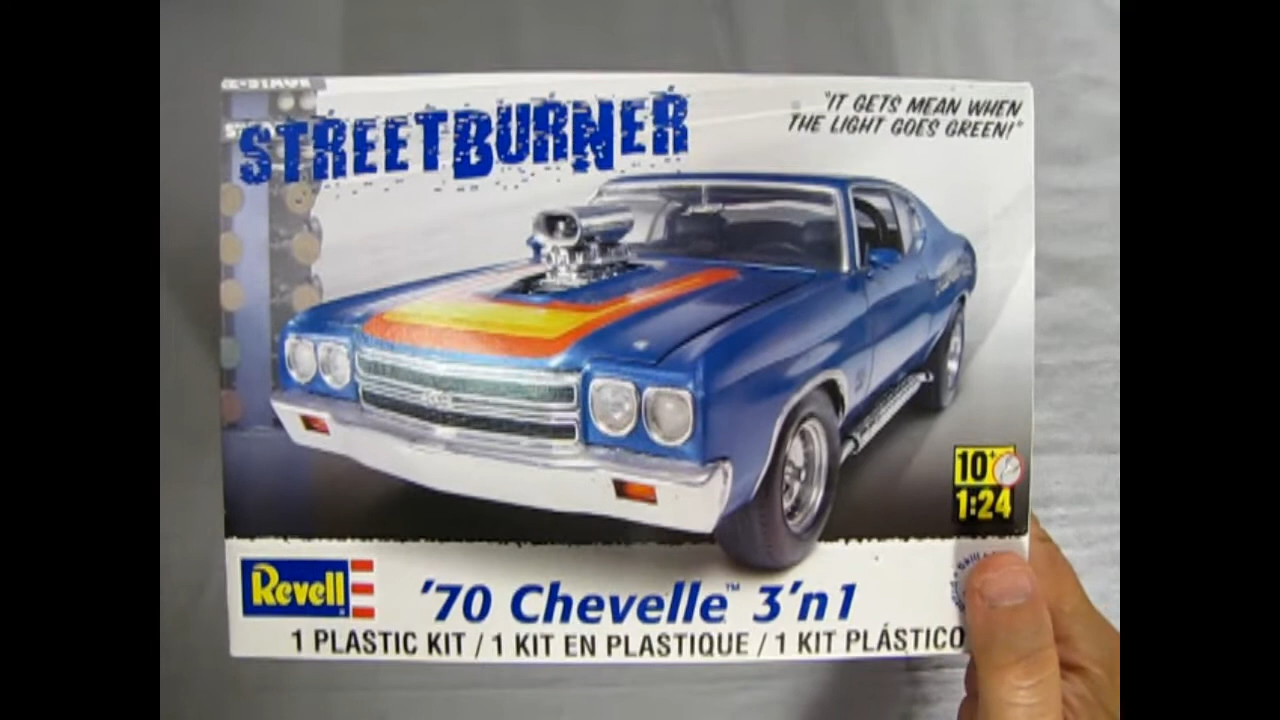 STREETBURNER
"IT GETS MEAN WHEN
THE LIGHT GOES GREEN!"
10+
1:24
Revell
'70 Chevelle™ 3'n1
1 PLASTIC KIT / 1 KIT EN PLASTIQUE / 1 KIT PLÁSTICO